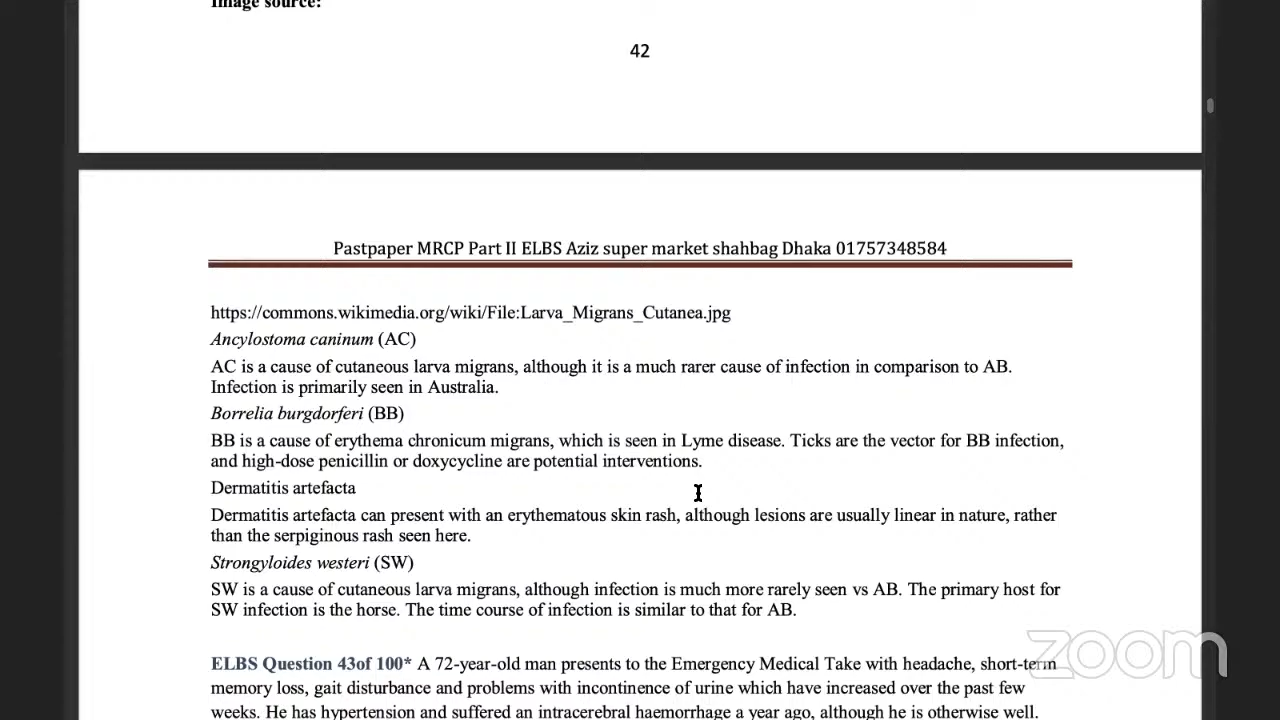 Image source:
42
Pastpaper MRCP Part II ELBS Aziz super market shahbag Dhaka 01757348584
https://commons.wikimedia.org/wiki/File:Larva_Migrans_Cutanea.jpg
Ancylostoma caninum (AC)
AC is a cause of cutaneous larva migrans, although it is a much rarer cause of infection in comparison to AB.
Infection is primarily seen in Australia.
Borrelia burgdorferi (BB)
BB is a cause of erythema chronicum migrans, which is seen in Lyme disease. Ticks are the vector for BB infection,
and high-dose penicillin or doxycycline are potential interventions.
Dermatitis artefacta
Dermatitis artefacta can present with an erythematous skin rash, although lesions are usually linear in nature, rather
than the serpiginous rash seen here.
Strongyloides westeri (SW)
SW is a cause of cutaneous larva migrans, although infection is much more rarely seen vs AB. The primary host for
SW infection is the horse. The time course of infection is similar to that for AB.
ELBS Question 43of 100* A 72-year-old man presents to the Emergency Medical Take with headache, short-term
memory loss, gait disturbance and problems with incontinence of urine which have increased over the past few
weeks. He has hypertension and suffered an intracerebral haemorrhage a year ago, although he is otherwise well.
zoom